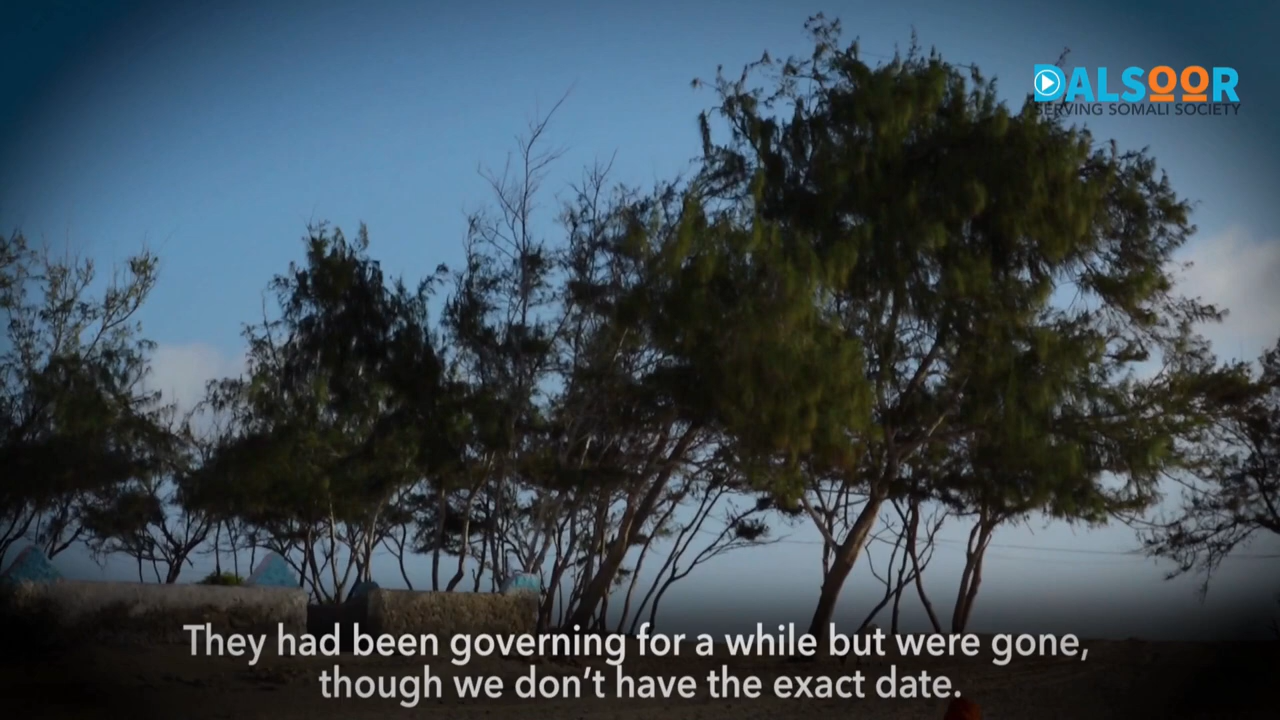 DALSOOR
SERVING SOMALI SOCIETY
They had been governing for a while but were gone,
though we don't have the exact date.